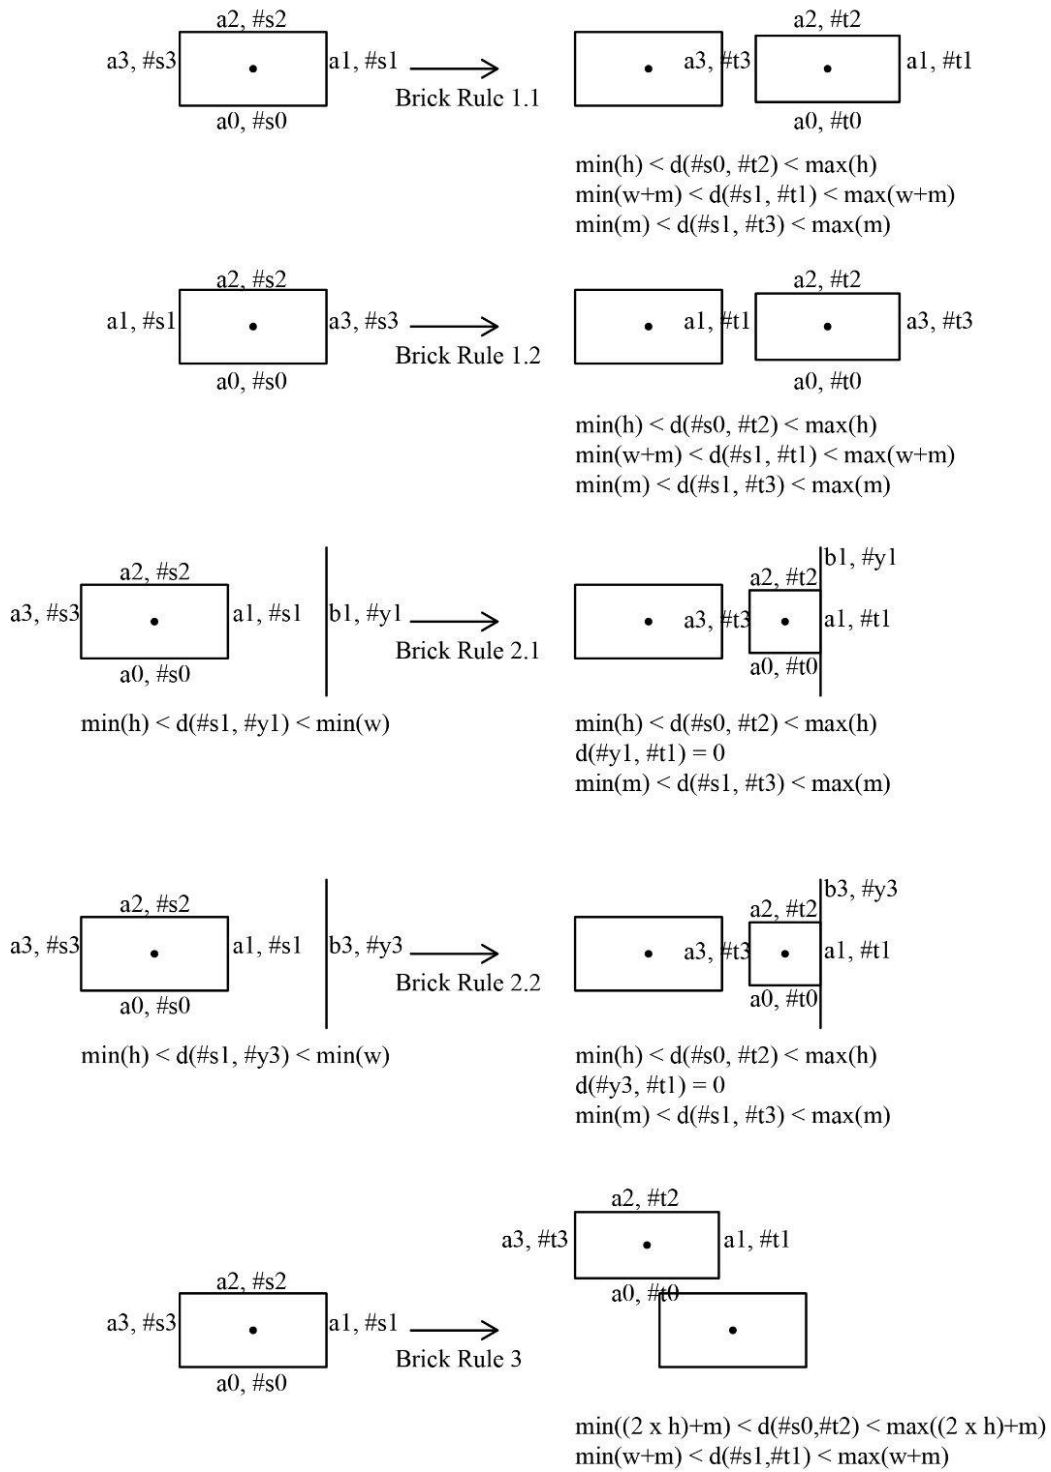 a2, #s2
a3, #s3
a1, #s1
a0, #s0
Brick Rule 1.1
a2, #t2
a3, #t3
a1, #t1
a0, #t0
min(h) < d(#s0, #t2) < max(h)
min(w+m) < d(#s1, #t1) < max(w+m)
min(m) < d(#s1, #t3) < max(m)
a2, #s2
a1, #s1
a3, #s3
a0, #s0
Brick Rule 1.2
a2, #t2
a1, #t1
a3, #t3
a0, #t0
min(h) < d(#s0, #t2) < max(h)
min(w+m) < d(#s1, #t1) < max(w+m)
min(m) < d(#s1, #t3) < max(m)
a2, #s2
a3, #s3
a1, #s1
b1, #y1
a0, #s0
min(h) < d(#s1, #y1) < min(w)
Brick Rule 2.1
b1, #y1
a2, #t2
a3, #t3
a1, #t1
a0, #t0
min(h) < d(#s0, #t2) < max(h)
d(#y1, #t1) = 0
min(m) < d(#s1, #t3) < max(m)
a2, #s2
a3, #s3
a1, #s1
b3, #y3
a0, #s0
min(h) < d(#s1, #y3) < min(w)
Brick Rule 2.2
b3, #y3
a2, #t2
a3, #t3
a1, #t1
a0, #t0
min(h) < d(#s0, #t2) < max(h)
d(#y3, #t1) = 0
min(m) < d(#s1, #t3) < max(m)
a2, #s2
a3, #s3
a1, #s1
a0, #s0
Brick Rule 3
a2, #t2
a3, #t3
a1, #t1
a0, #t0
min((2 x h)+m) < d(#s0,#t2) < max((2 x h)+m)
min(w+m) < d(#s1,#t1) < max(w+m)